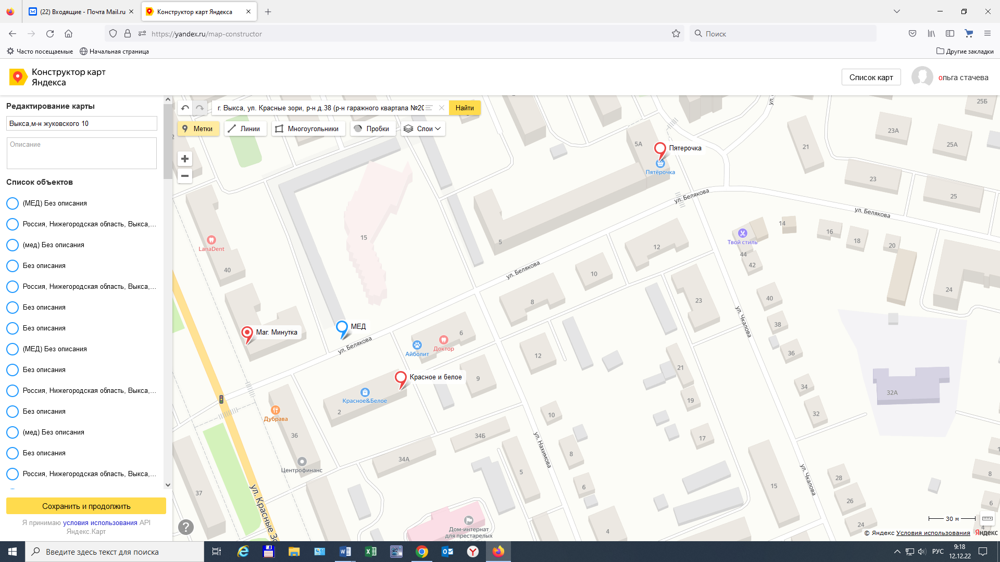 (22) Входящие - Почта Mail.ru
Конструктор карт Яндекса
https://yandex.ru/map-constructor
Поиск
Часто посещаемые
Начальная страница
Другие закладки
Конструктор карт
Яндекса
Список карт
ольга стачева
Редактирование карты
Выкса,м-н жуковского 10
Описание
Список объектов
(МЕД) Без описания
Россия, Нижегородская область, Выкса,...
(мед) Без описания
Без описания
Россия, Нижегородская область, Выкса,...
Без описания
Без описания
(МЕД) Без описания
Без описания
Россия, Нижегородская область, Выкса,...
Без описания
(мед) Без описания
Без описания
Россия, Нижегородская область, Выкса,...
Сохранить и продолжить
Я принимаю условия использования API
Яндекс.Карт
г. Выкса, ул. Красные зори, р-н д.38 (р-н гаражного квартала №20
Найти
Метки
Линии
Многоугольники
Пробки
Слои
25Б
23А
25А
5А
21
Пятерочка
Пятёрочка
23
25
ул. Белякова
ул. Белякова
14
16
18
20
Твой стиль
44
42
24
15
5
12
10
LanaDent
40
ул. Белякова
8
23
40
ул. Чкалова
38
36
Маг. Минутка
МЕД
ул. Белякова
6
Айболит
Доктор
12
21
34
32А
Красное и белое
9
Красное&Белое
2
Дубрава
36
19
32
10
34Б
17
ул. Нахимова
8
34А
Центрофинанс
5
ул. Чкалова
28
8
37
6
15
26
6
ул. Красные Зо
Дом-интернат
для престарелых
4
24
4
30 м
© Яндекс Условия использования
Яндекс
Введите здесь текст для поиска
РУС
9:18
12.12.22